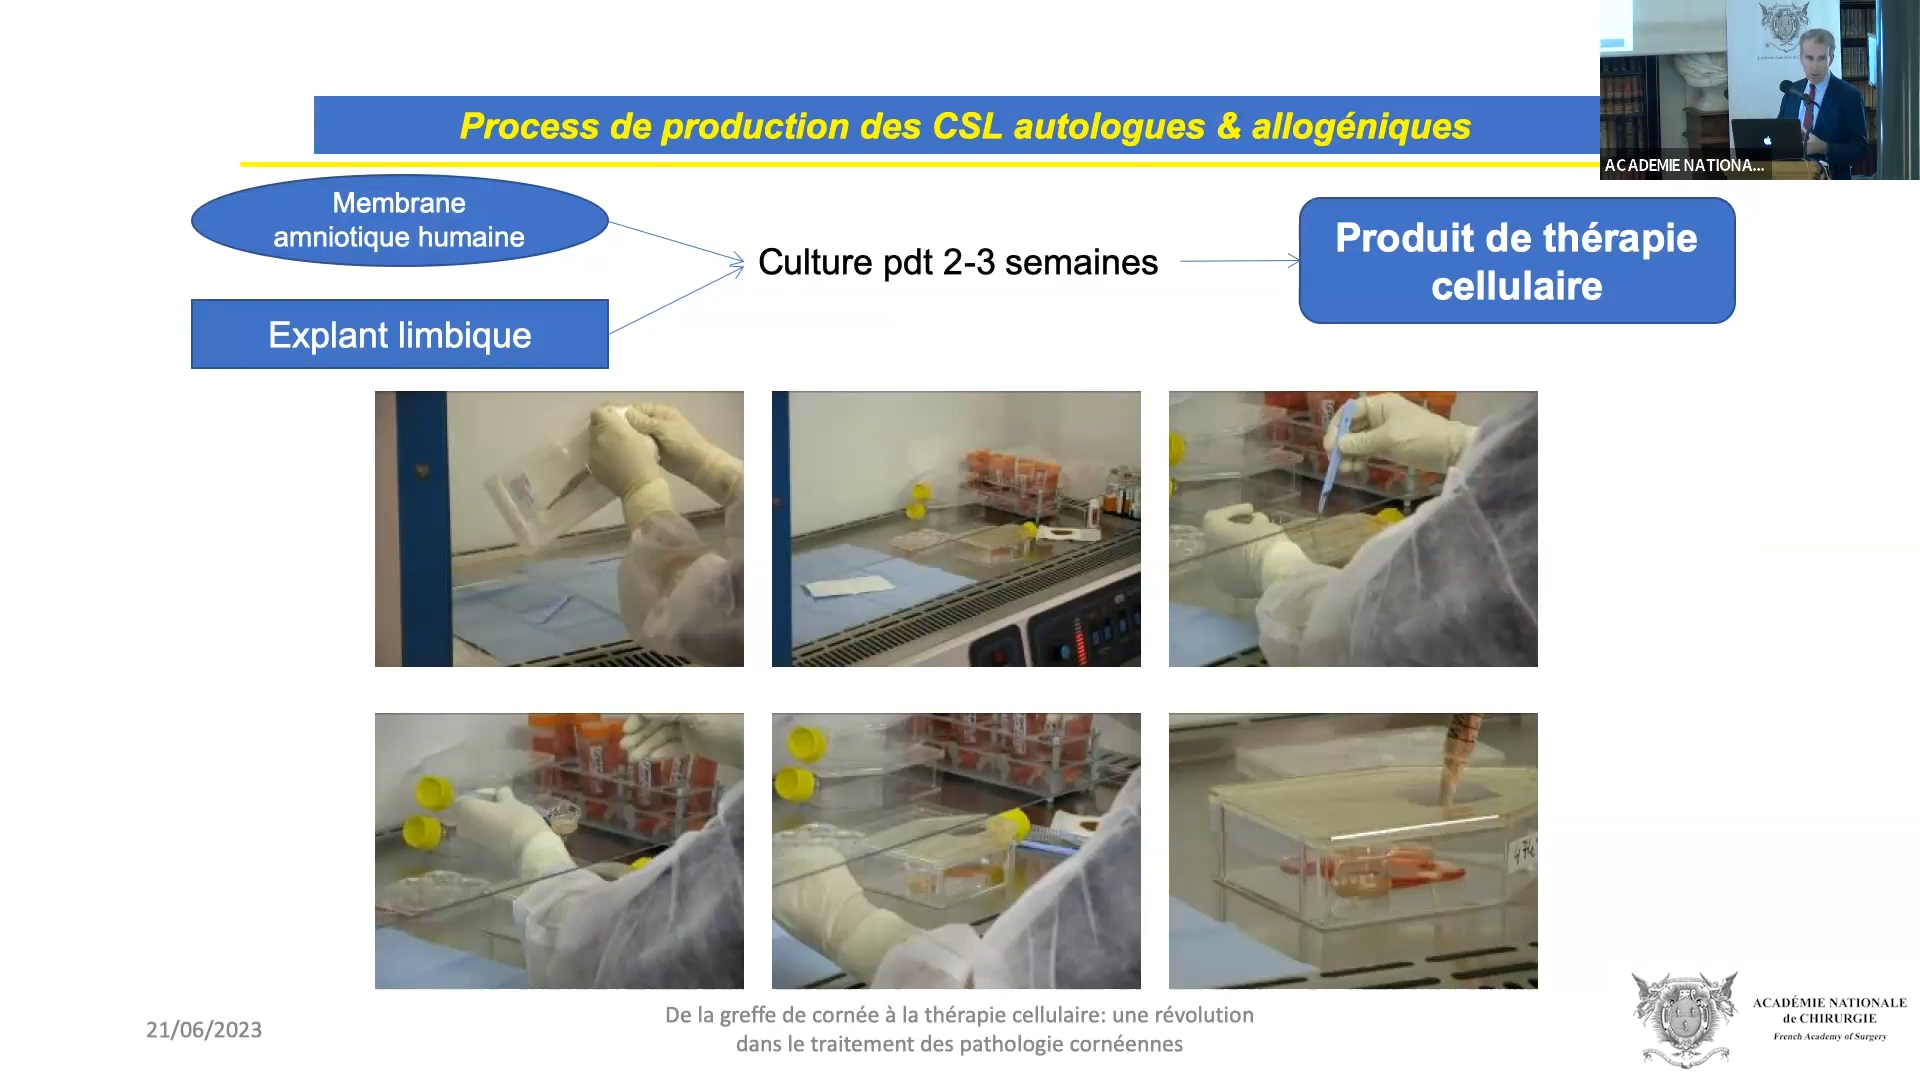 Process de production des CSL autologues & allogéniques
ACADEMIE NATIONA...
Membrane
amniotique humaine
Culture pdt 2-3 semaines
Produit de thérapie
cellulaire
Explant limbique
21/06/2023
De la greffe de cornée à la thérapie cellulaire: une révolution
dans le traitement des pathologie cornéennes
ACADÉMIE NATIONALE
de CHIRURGIE
French Academy of Surgery